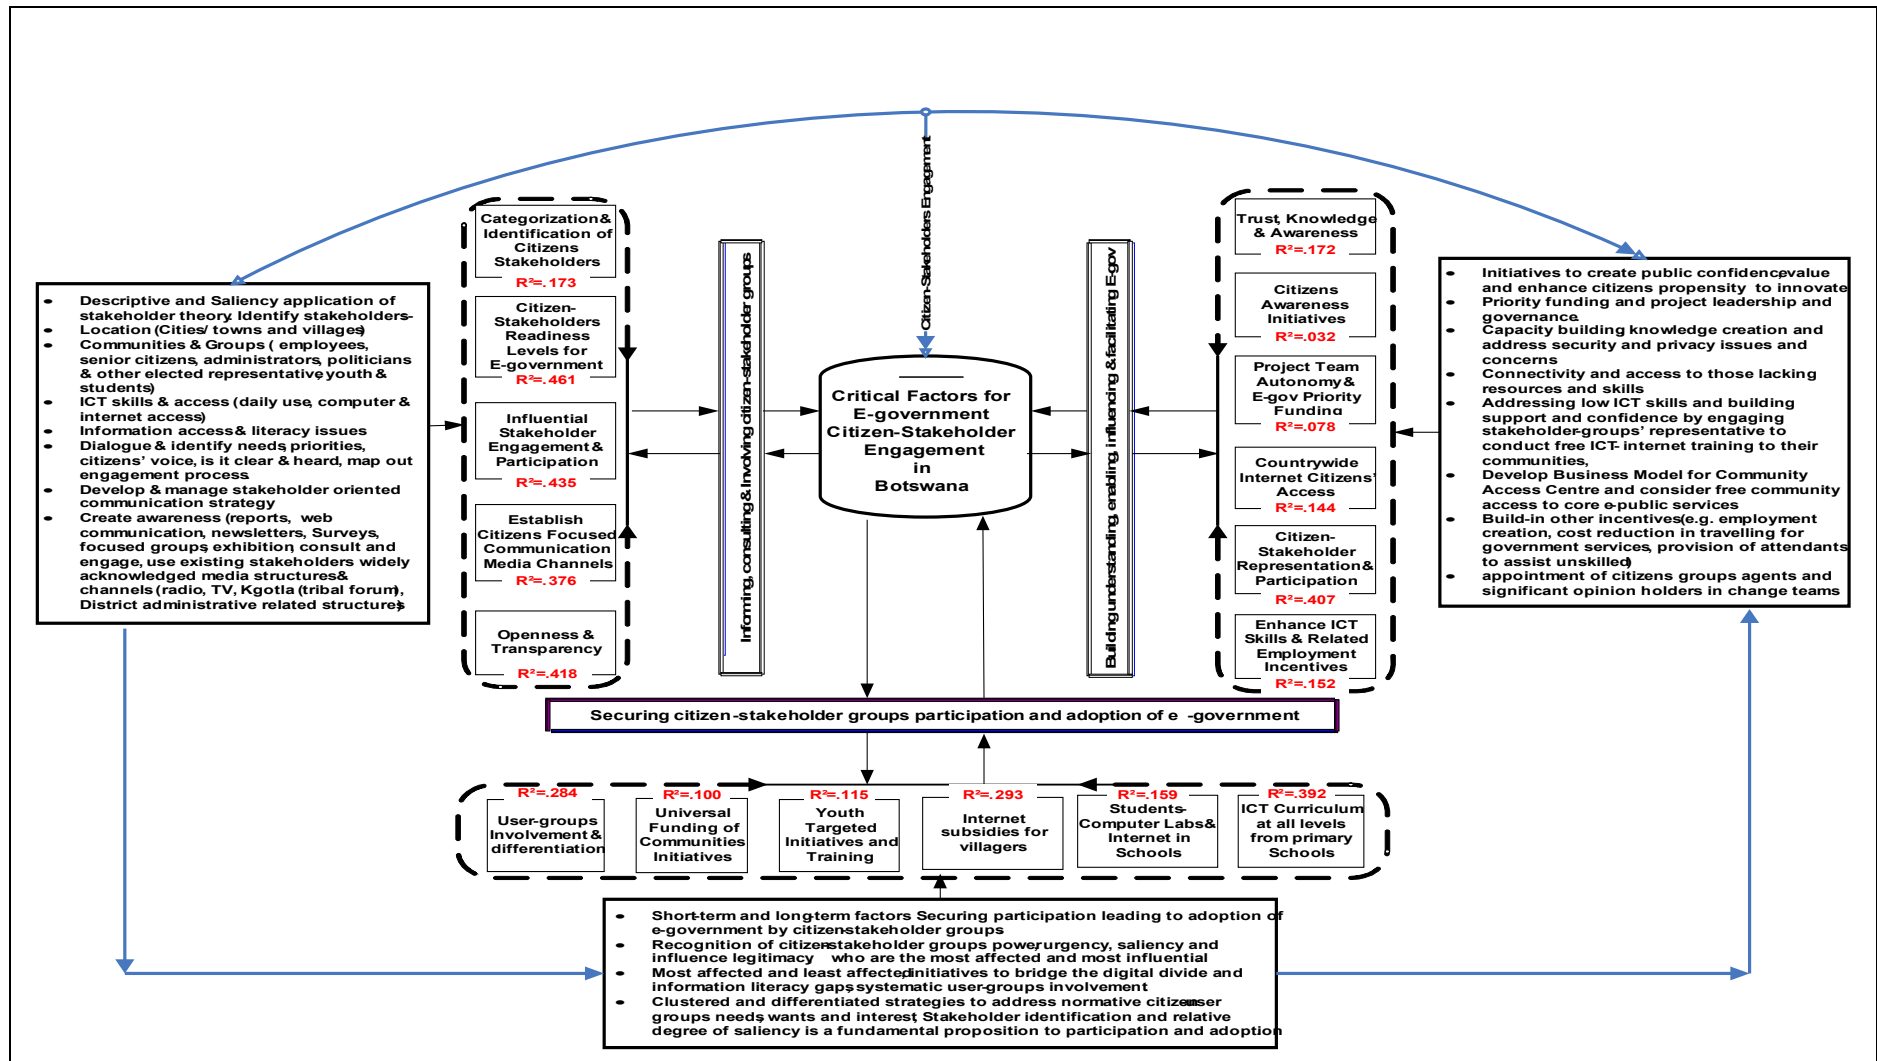 Citizen-Stakeholders Engagement
• Descriptive and Saliency application of
stakeholder theory. Identify stakeholders-
• Location (Cities/ towns and villages)
• Communities & Groups ( employees,
senior citizens, administrators, politicians
& other elected representative, youth &
students)
• ICT skills & access (daily use, computer &
internet access)
• Information access & literacy issues
• Dialogue & identify needs, priorities,
citizens’ voice, is it clear & heard, map out
engagement process.
• Develop & manage stakeholder oriented
communication strategy
• Create awareness (reports, web
communication, newsletters, Surveys,
focused groups, exhibition, consult and
engage, use existing stakeholders widely
acknowledged media structures &
channels (radio, TV, Kgotla (tribal forum),
District administrative related structures)
Categorization &
Identification of
Citizens
Stakeholders
R²=.173
Citizen-
Stakeholders
Readiness
Levels for
E-government
R²=.461
Influential
Stakeholder
Engagement &
Participation
R²=.435
Establish
Citizens Focused
Communication
Media Channels
R²=.376
Openness &
Transparency
R²=.418
Informing, consulting & Involving citizen-stakeholder groups
Critical Factors for
E-government
Citizen-Stakeholder
Engagement
in
Botswana
Building understanding, enabling, influencing & facilitating E-gov
Trust, Knowledge
& Awareness
R²=.172
Citizens
Awareness
Initiatives
R²=.032
Project Team
Autonomy &
E-gov Priority
Funding
R²=.078
Countrywide
Internet Citizens’
Access
R²=.144
Citizen-
Stakeholder
Representation &
Participation
R²=.407
Enhance ICT
Skills & Related
Employment
Incentives
R²=.152
• Initiatives to create public confidence, value
and enhance citizens propensity to innovate
• Priority funding and project leadership and
governance.
• Capacity building knowledge creation and
address security and privacy issues and
concerns
• Connectivity and access to those lacking
resources and skills
• Addressing low ICT skills and building
support and confidence by engaging
stakeholder-groups’ representative to
conduct free ICT- internet training to their
communities,
• Develop Business Model for Community
Access Centre and consider free community
access to core e-public services
• Build-in other incentives (e.g. employment
creation, cost reduction in travelling for
government services, provision of attendants
to assist unskilled)
• appointment of citizens groups agents and
significant opinion holders in change teams
Securing citizen-stakeholder groups participation and adoption of e -government
R²=.284
User-groups
Involvement &
differentiation
R²=.100
Universal
Funding of
Communities
Initiatives
R²=.115
Youth
Targeted
Initiatives and
Training
R²=.293
Internet
subsidies for
villagers
R²=.159
Students-
Computer Labs &
Internet in
Schools
R²=.392
ICT Curriculum
at all levels
from primary
Schools
• Short-term and long-term factors Securing participation leading to adoption of
e-government by citizen-stakeholder groups.
• Recognition of citizen-stakeholder groups power, urgency, saliency and
influence legitimacy who are the most affected and most influential
• Most affected and least affected, initiatives to bridge the digital divide and
information literacy gaps, systematic user-groups involvement
• Clustered and differentiated strategies to address normative citizen-user
groups needs, wants and interest, Stakeholder identification and relative
degree of saliency is a fundamental proposition to participation and adoption